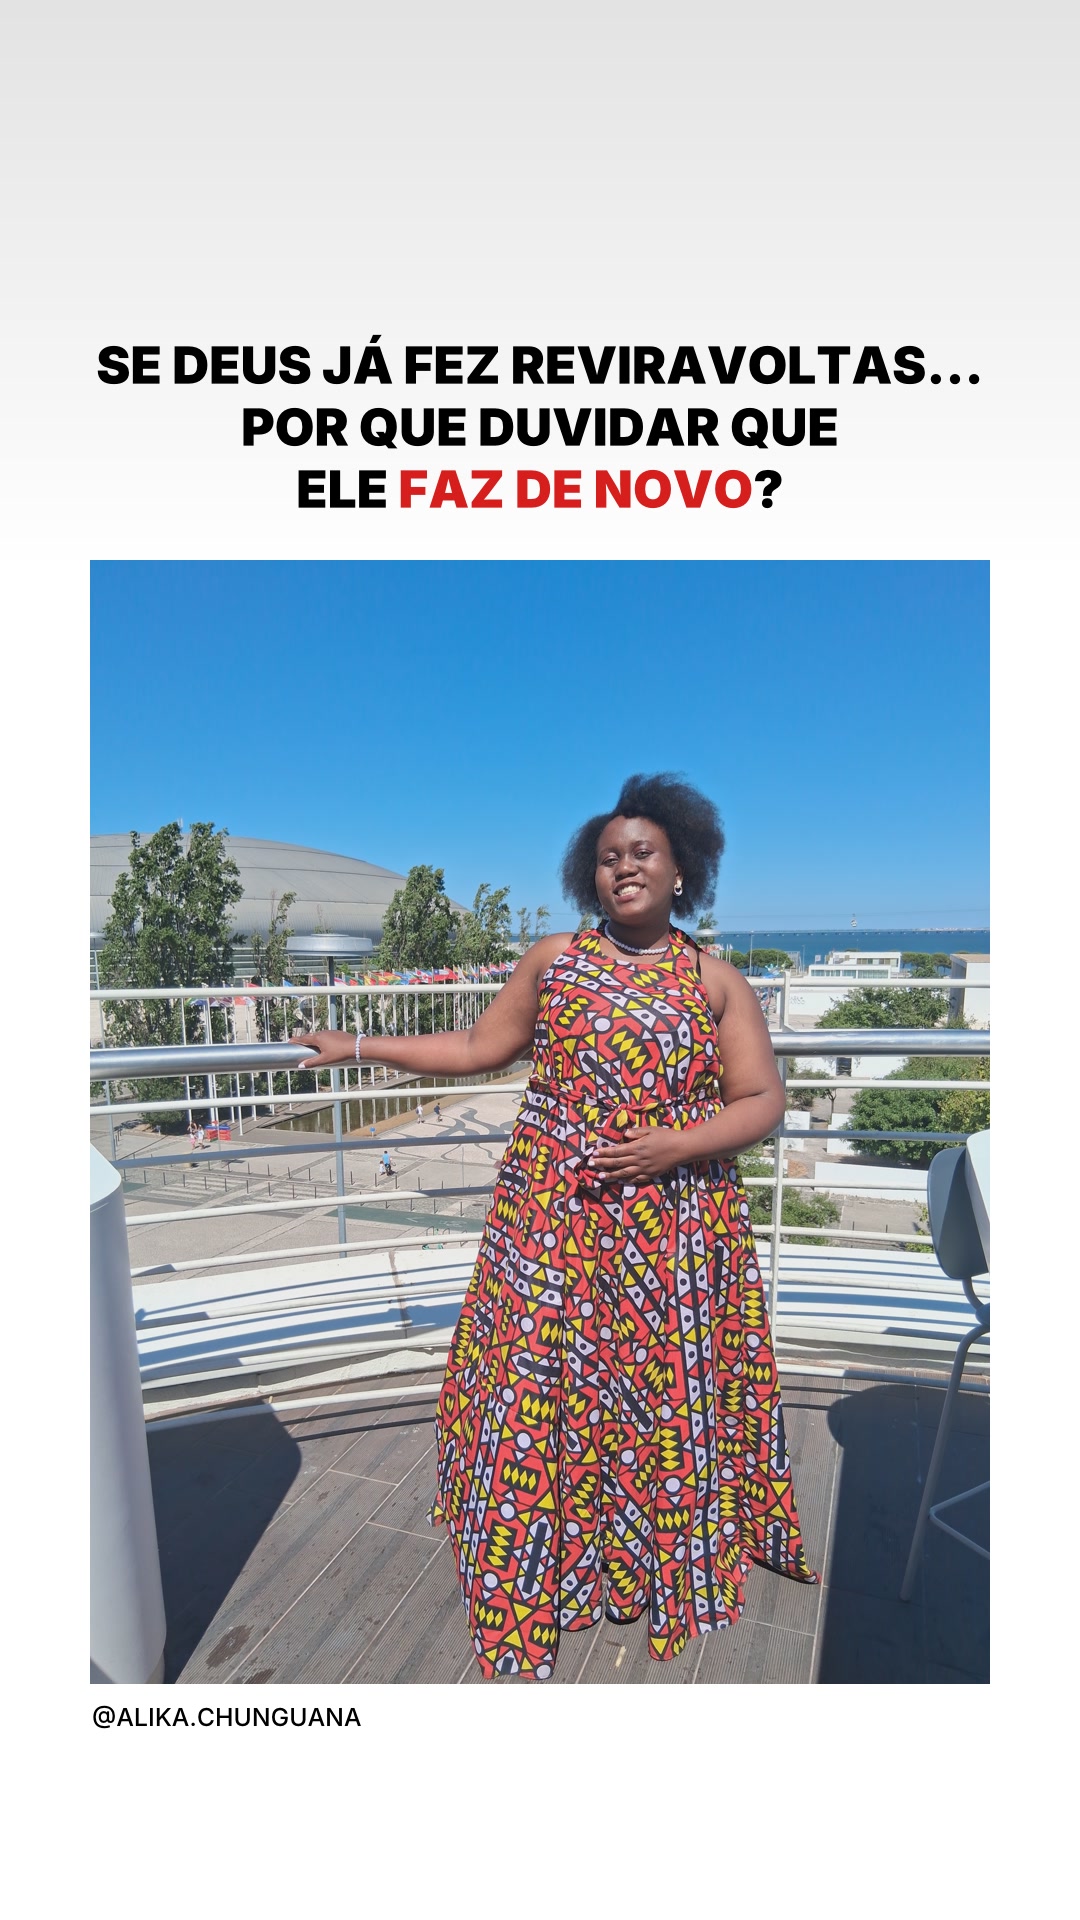 SE DEUS JÁ FEZ REVIRAVOLTAS...
POR QUE DUVIDAR QUE
ELE FAZ DE NOVO?
@ALIKA.CHUNGUANA